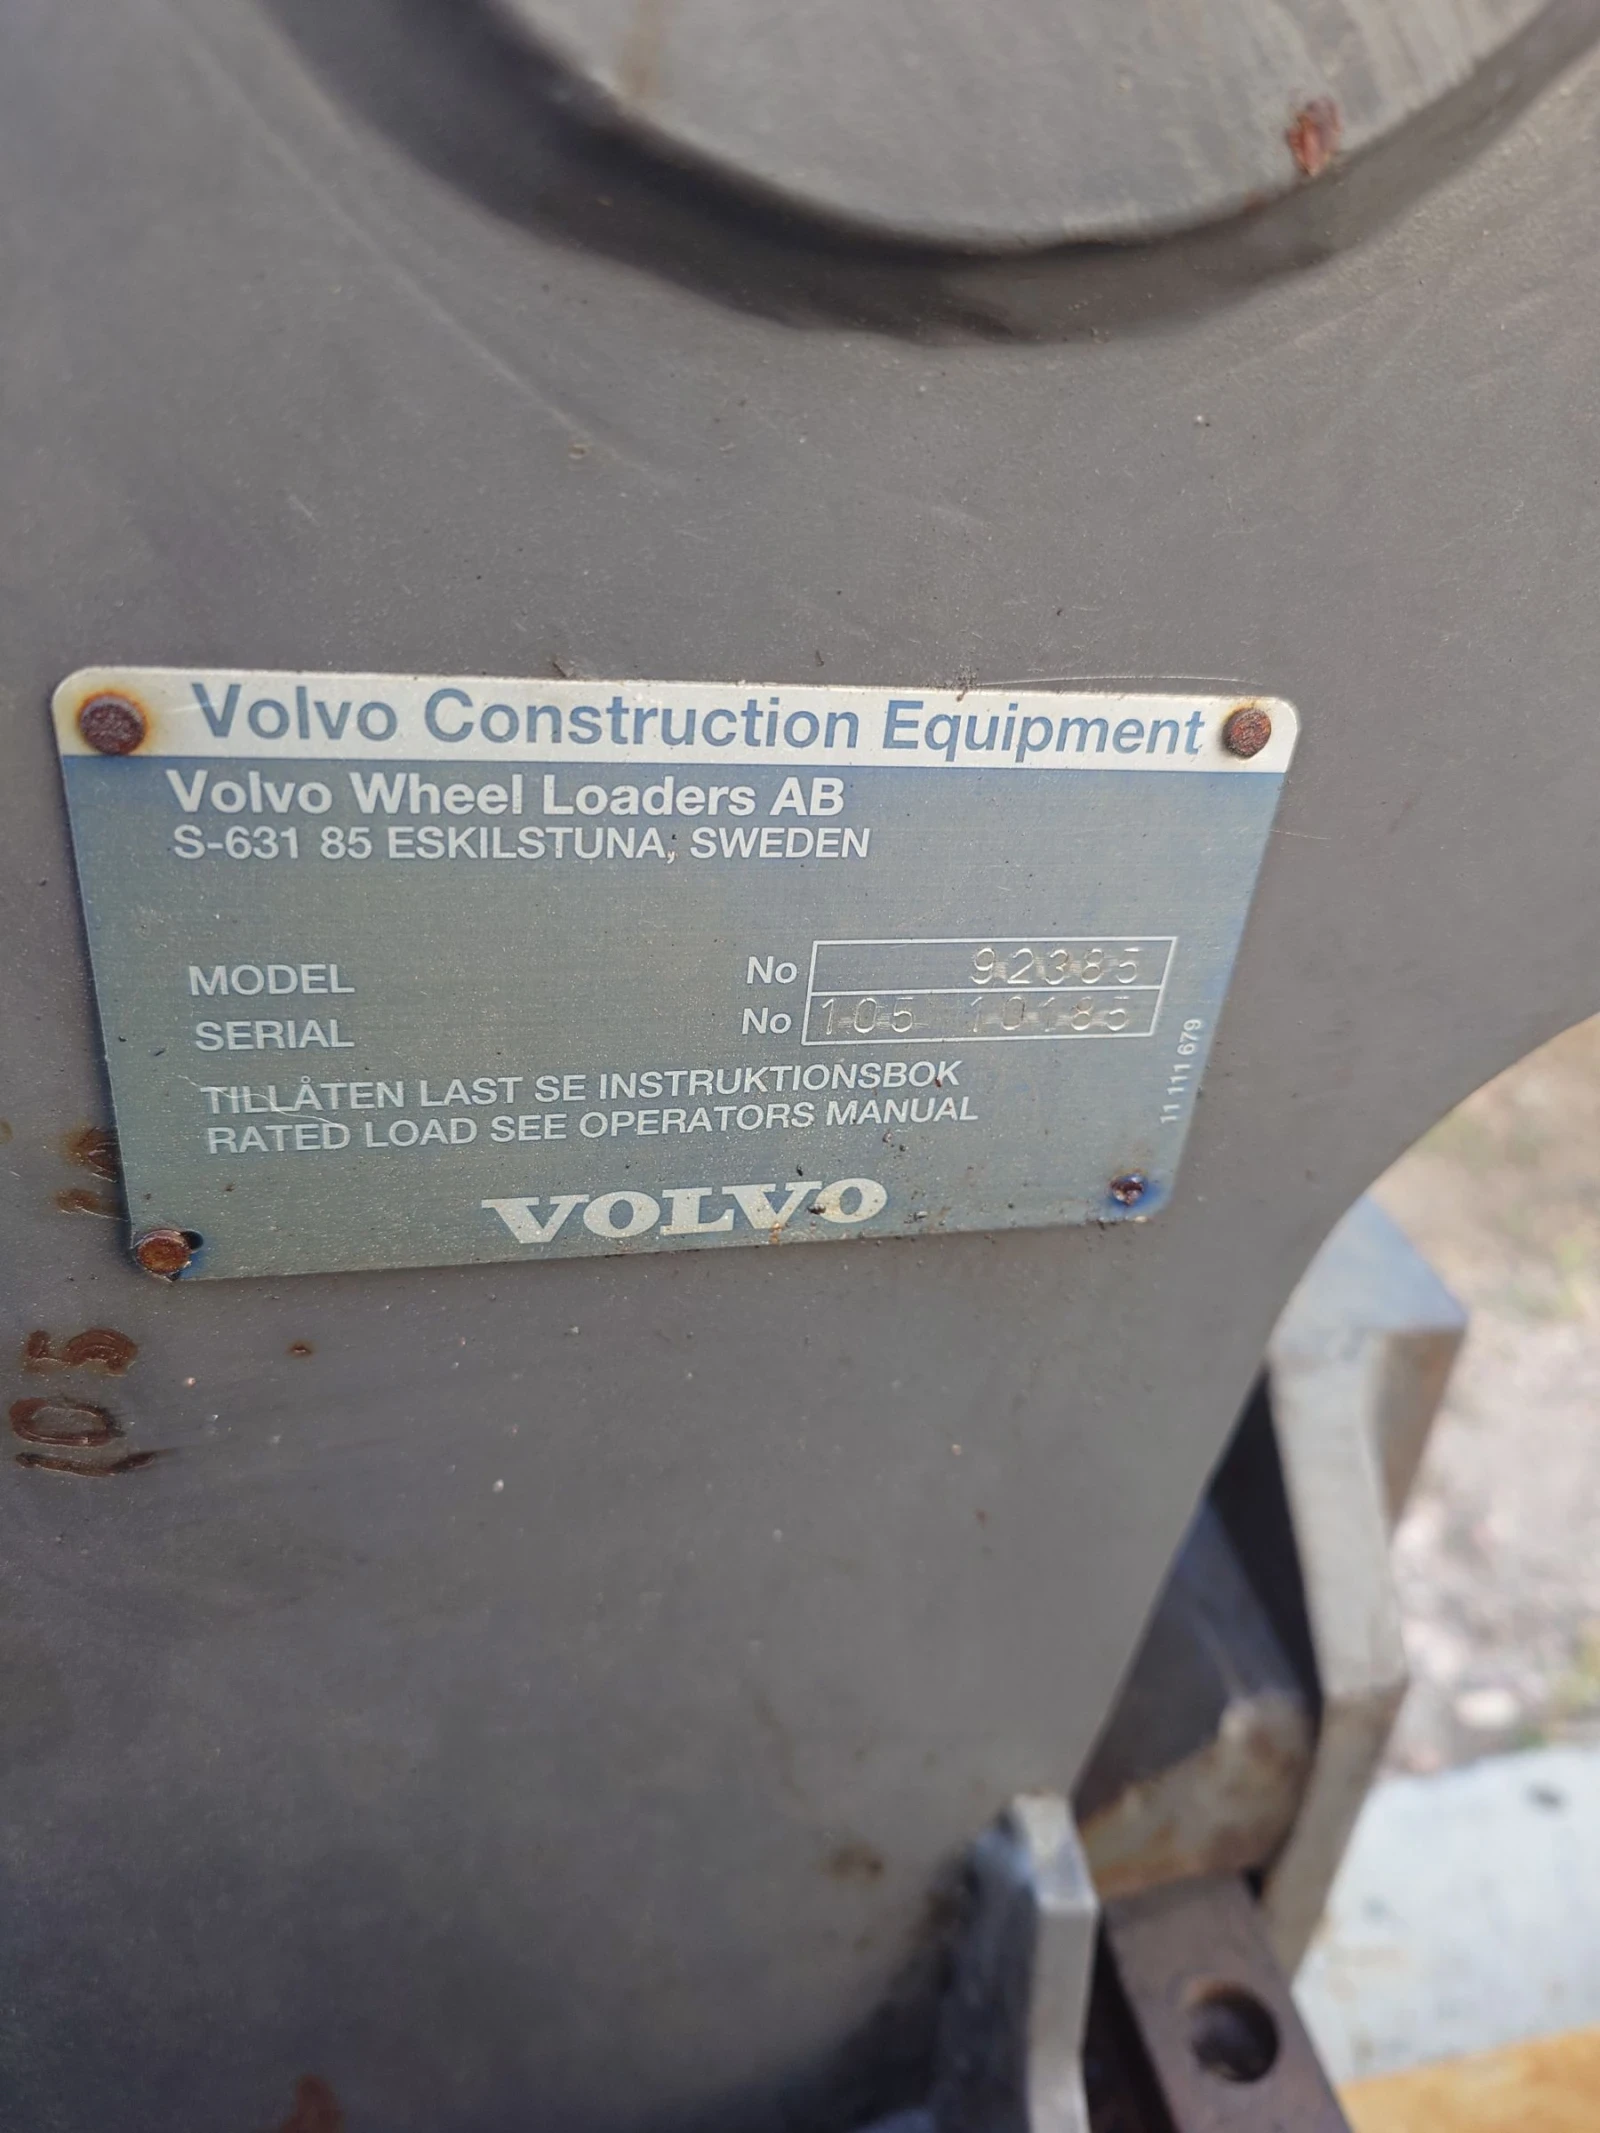 Volvo Construction Equipment
Volvo Wheel Loaders AB
S-631 85 ESKILSTUNA, SWEDEN
MODEL No 92385
SERIAL No 105 10185
TILLÅTEN LAST SE INSTRUKTIONSBOK
RATED LOAD SEE OPERATORS MANUAL
11 111 679
VOLVO
105